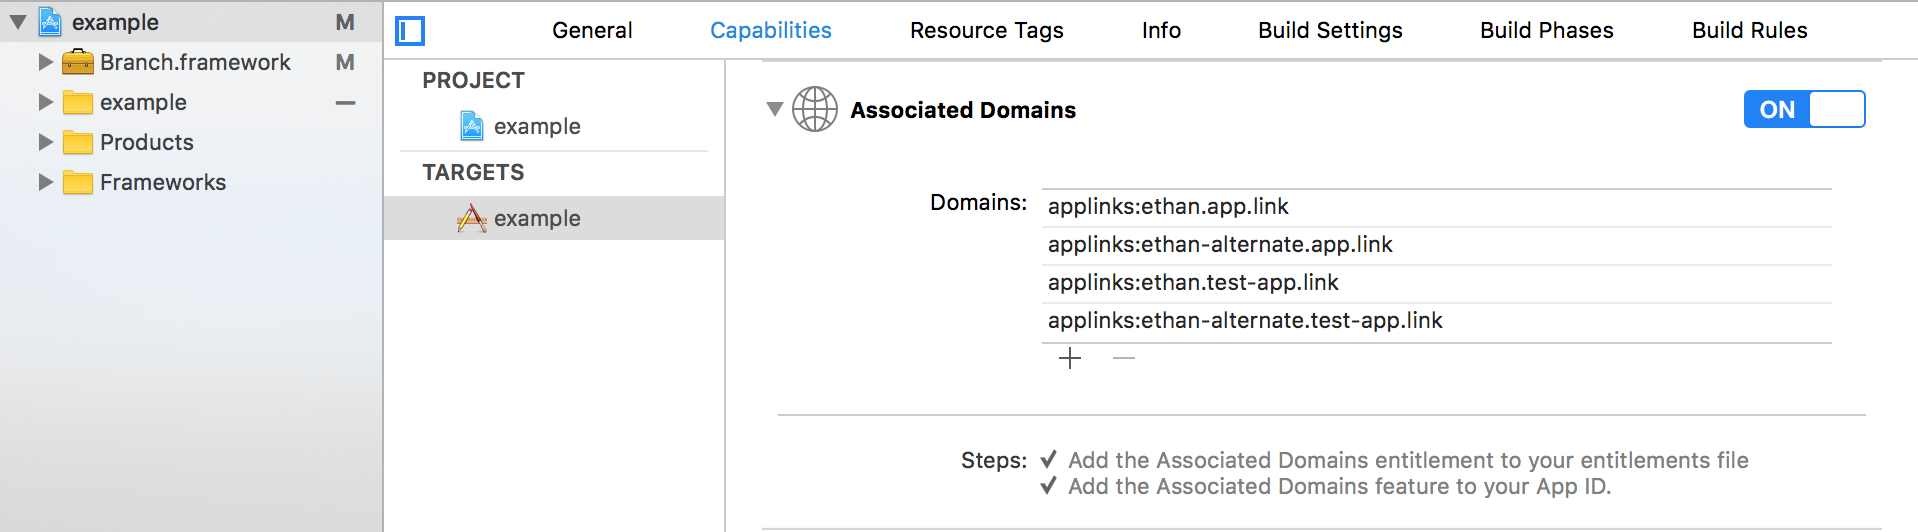 example M
Branch.framework M
example
Products
Frameworks
General Capabilities Resource Tags Info Build Settings Build Phases Build Rules
PROJECT
example
TARGETS
example
Associated Domains ON
Domains: applinks:ethan.app.link
applinks:ethan-alternate.app.link
applinks:ethan.test-app.link
applinks:ethan-alternate.test-app.link
Steps: ✓ Add the Associated Domains entitlement to your entitlements file
✓ Add the Associated Domains feature to your App ID.